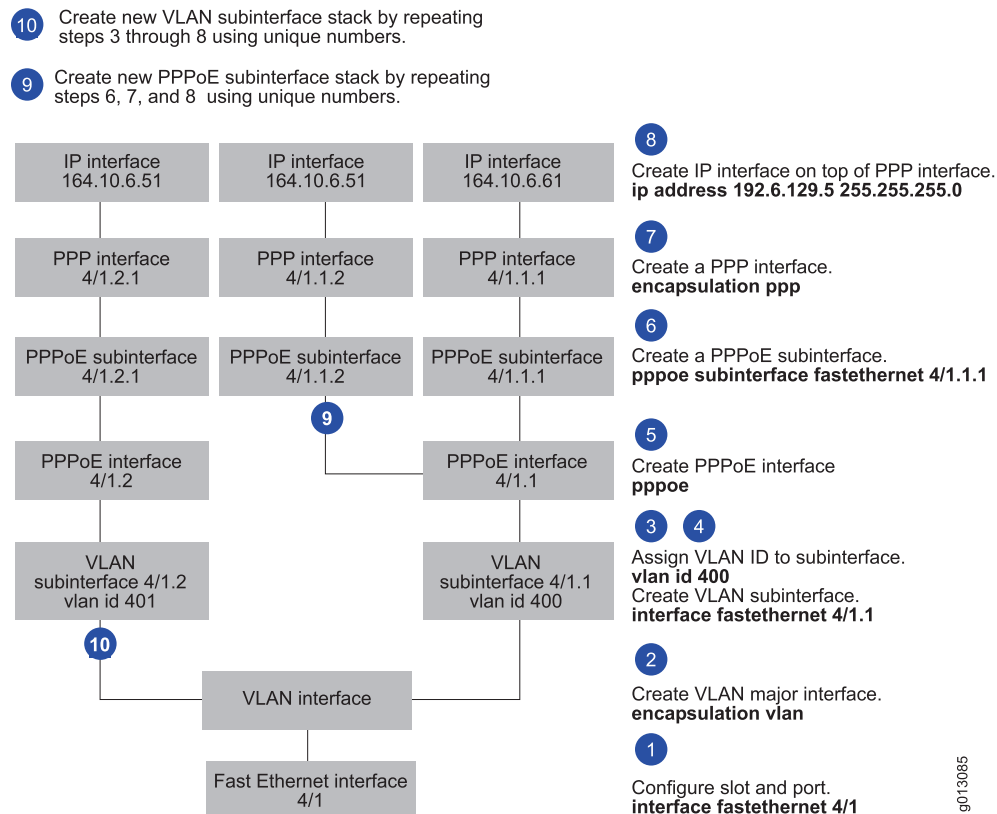 10
Create new VLAN subinterface stack by repeating
steps 3 through 8 using unique numbers.
9
Create new PPPoE subinterface stack by repeating
steps 6, 7, and 8 using unique numbers.
IP interface
164.10.6.51
IP interface
164.10.6.51
IP interface
164.10.6.61
8
Create IP interface on top of PPP interface.
ip address 192.6.129.5 255.255.255.0
PPP interface
4/1.2.1
PPP interface
4/1.1.2
PPP interface
4/1.1.1
7
Create a PPP interface.
encapsulation ppp
PPPoE subinterface
4/1.2.1
PPPoE subinterface
4/1.1.2
PPPoE subinterface
4/1.1.1
6
Create a PPPoE subinterface.
pppoe subinterface fastethernet 4/1.1.1
9
PPPoE interface
4/1.2
PPPoE interface
4/1.1
5
Create PPPoE interface
pppoe
VLAN
subinterface 4/1.2
vlan id 401
VLAN
subinterface 4/1.1
vlan id 400
3 4
Assign VLAN ID to subinterface.
vlan id 400
Create VLAN subinterface.
interface fastethernet 4/1.1
10
VLAN interface
2
Create VLAN major interface.
encapsulation vlan
Fast Ethernet interface
4/1
1
Configure slot and port.
interface fastethernet 4/1
g013085